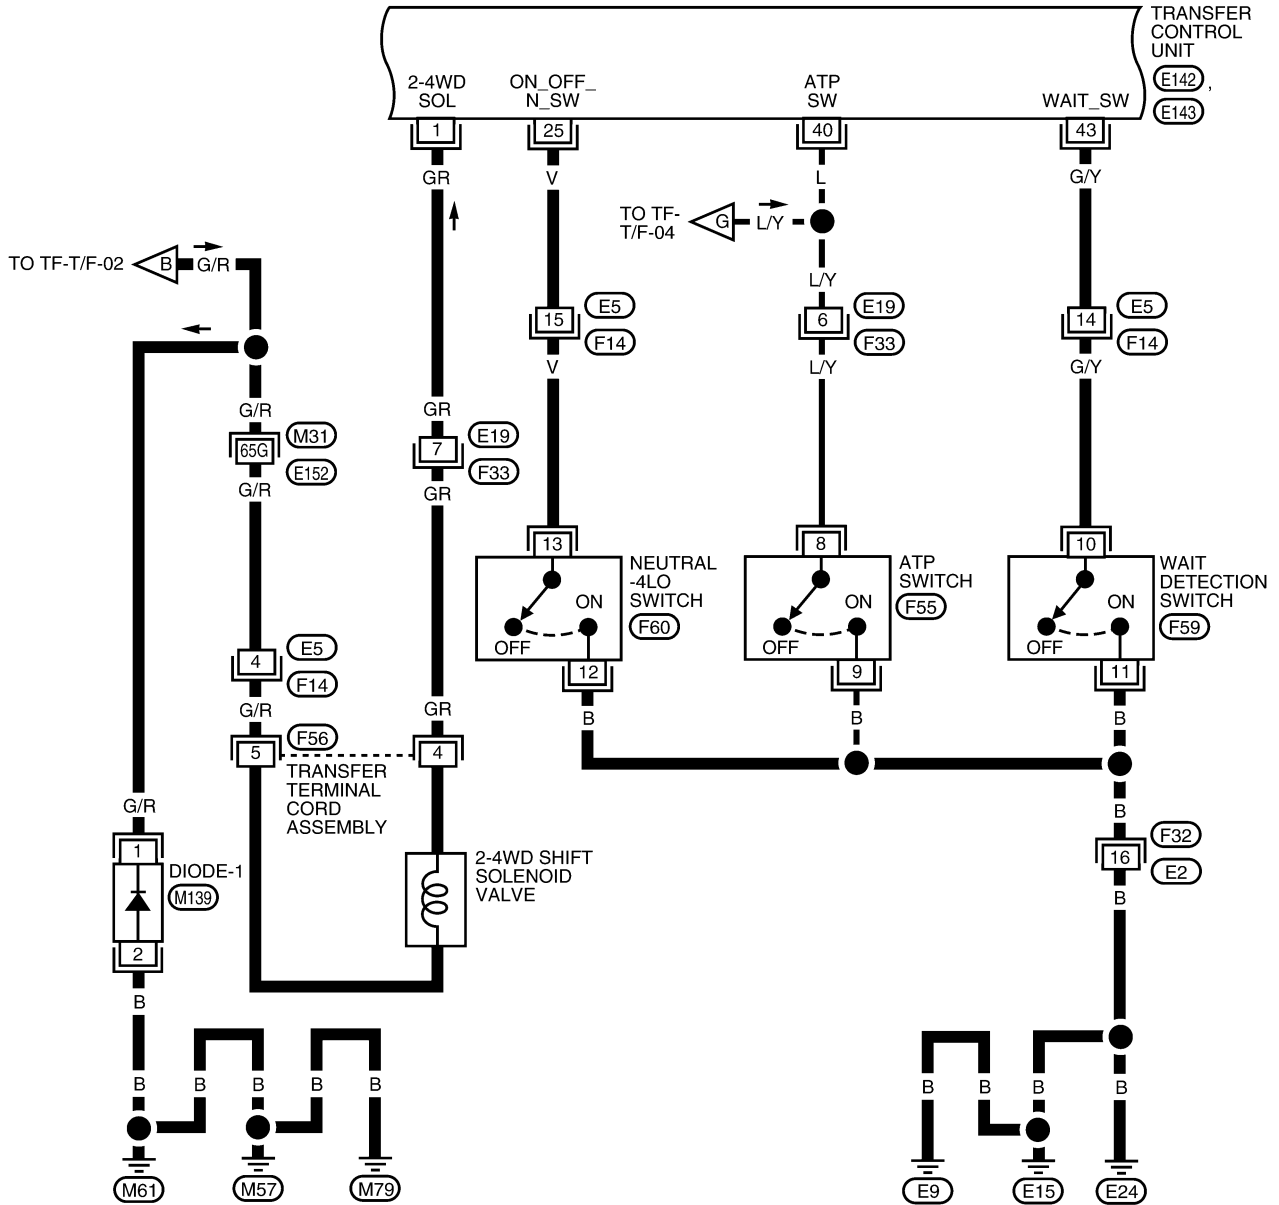 TRANSFER
CONTROL
UNIT
E142 ,
E143
2-4WD
SOL
ON_OFF_
N_SW
ATP
SW
WAIT_SW
1
25
40
43
GR
V
L
G/Y
TO TF-
T/F-04
G
L/Y
TO TF-T/F-02
B
G/R
L/Y
15
E5
F14
6
E19
F33
14
E5
F14
V
L/Y
G/Y
G/R
65G
M31
E152
G/R
GR
7
E19
F33
GR
13
8
10
NEUTRAL
-4LO
SWITCH
F60
ON
OFF
ATP
SWITCH
F55
ON
OFF
WAIT
DETECTION
SWITCH
F59
ON
OFF
12
9
11
4
E5
F14
G/R
GR
B
B
B
5
F56
4
TRANSFER
TERMINAL
CORD
ASSEMBLY
G/R
B
1
DIODE-1
M139
2
2-4WD SHIFT
SOLENOID
VALVE
16
F32
E2
B
B
B
B
B
B
B
B
B
B
B
M61
M57
M79
E9
E15
E24